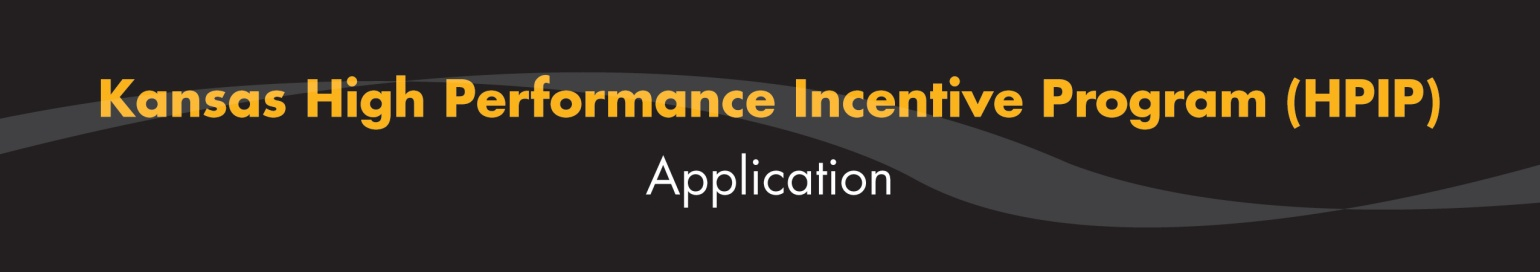 Kansas High Performance Incentive Program (HPIP)
Application